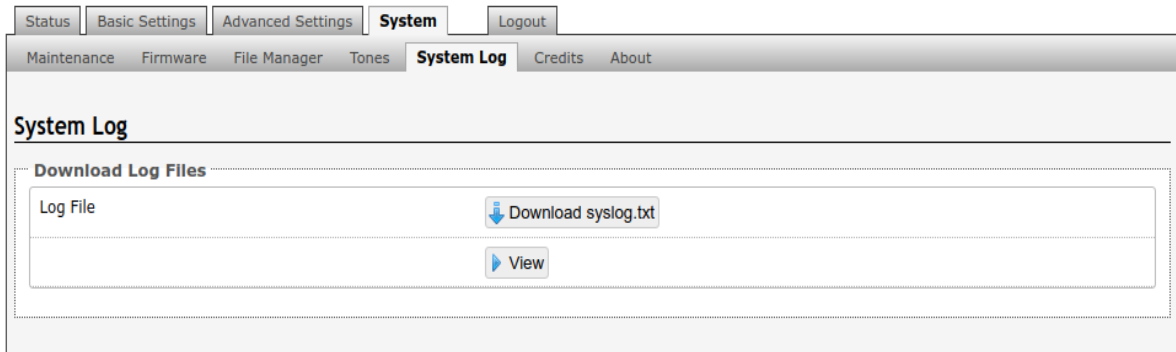 Status Basic Settings Advanced Settings System Logout
Maintenance Firmware File Manager Tones System Log Credits About
System Log
Download Log Files
Log File Download syslog.txt
View